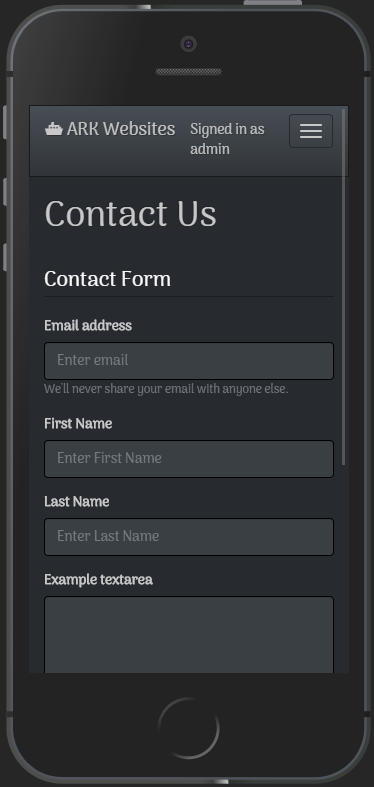 ARK Websites
Signed in as
admin
Contact Us
Contact Form
Email address
Enter email
We'll never share your email with anyone else.
First Name
Enter First Name
Last Name
Enter Last Name
Example textarea